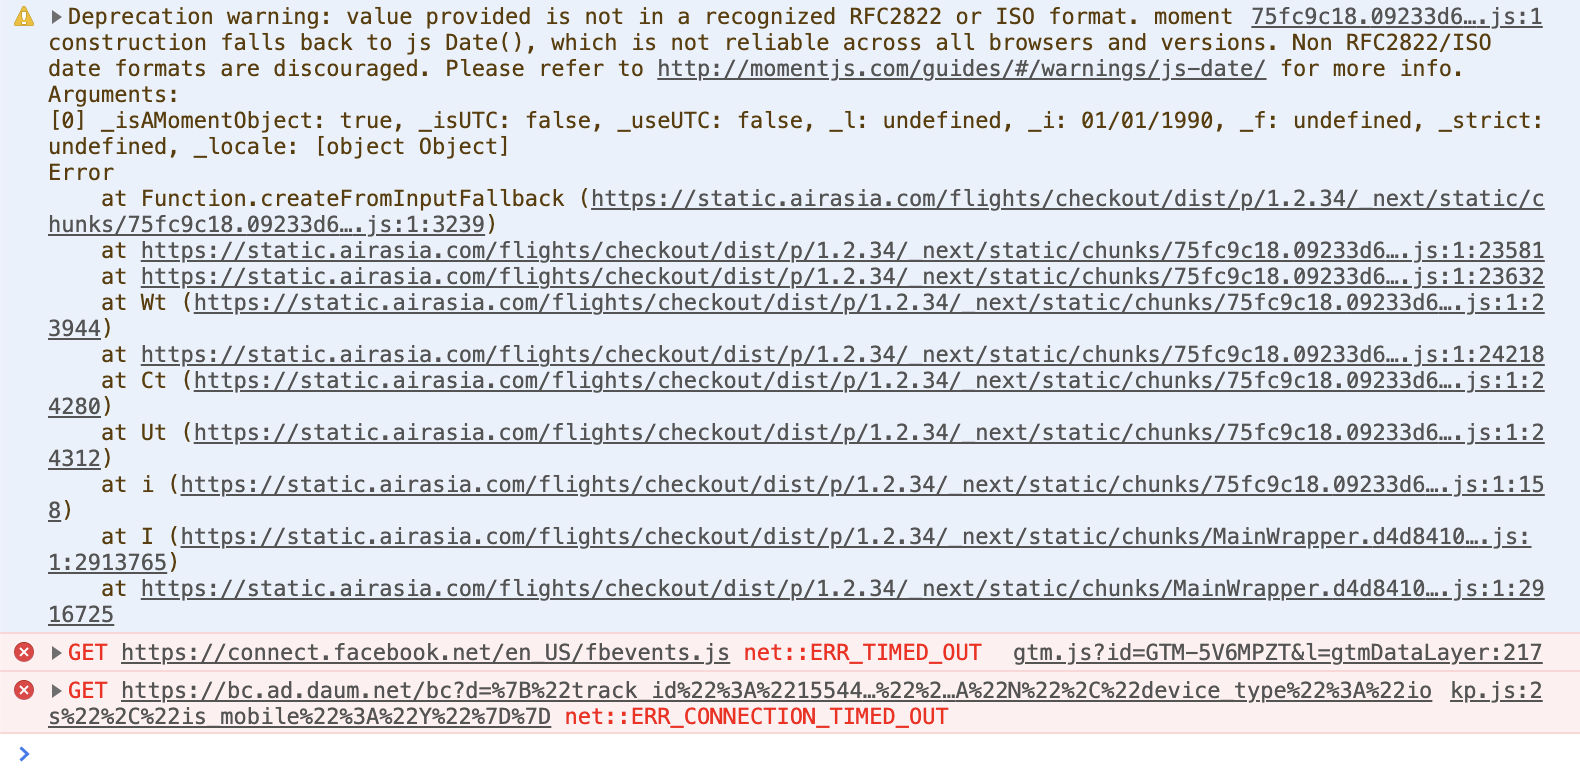 Deprecation warning: value provided is not in a recognized RFC2822 or ISO format. moment 75fc9c18.09233d6….js:1
construction falls back to js Date(), which is not reliable across all browsers and versions. Non RFC2822/ISO
date formats are discouraged. Please refer to http://momentjs.com/guides/#/warnings/js-date/ for more info.
Arguments:
[0] _isAMomentObject: true, _isUTC: false, _useUTC: false, _l: undefined, _i: 01/01/1990, _f: undefined, _strict:
undefined, _locale: [object Object]
Error
at Function.createFromInputFallback (https://static.airasia.com/flights/checkout/dist/p/1.2.34/_next/static/c
hunks/75fc9c18.09233d6….js:1:3239)
at https://static.airasia.com/flights/checkout/dist/p/1.2.34/_next/static/chunks/75fc9c18.09233d6….js:1:23581
at https://static.airasia.com/flights/checkout/dist/p/1.2.34/_next/static/chunks/75fc9c18.09233d6….js:1:23632
at Wt (https://static.airasia.com/flights/checkout/dist/p/1.2.34/_next/static/chunks/75fc9c18.09233d6….js:1:2
3944)
at https://static.airasia.com/flights/checkout/dist/p/1.2.34/_next/static/chunks/75fc9c18.09233d6….js:1:24218
at Ct (https://static.airasia.com/flights/checkout/dist/p/1.2.34/_next/static/chunks/75fc9c18.09233d6….js:1:2
4280)
at Ut (https://static.airasia.com/flights/checkout/dist/p/1.2.34/_next/static/chunks/75fc9c18.09233d6….js:1:2
4312)
at i (https://static.airasia.com/flights/checkout/dist/p/1.2.34/_next/static/chunks/75fc9c18.09233d6….js:1:15
8)
at I (https://static.airasia.com/flights/checkout/dist/p/1.2.34/_next/static/chunks/MainWrapper.d4d8410….js:
1:2913765)
at https://static.airasia.com/flights/checkout/dist/p/1.2.34/_next/static/chunks/MainWrapper.d4d8410….js:1:29
16725
GET https://connect.facebook.net/en_US/fbevents.js net::ERR_TIMED_OUT gtm.js?id=GTM-5V6MPZT&l=gtmDataLayer:217
GET https://bc.ad.daum.net/bc?d=%7B%22track_id%22%3A%2215544…%22%2…A%22N%22%2C%22device_type%22%3A%22io kp.js:2
s%22%2C%22is_mobile%22%3A%22Y%22%7D%7D net::ERR_CONNECTION_TIMED_OUT